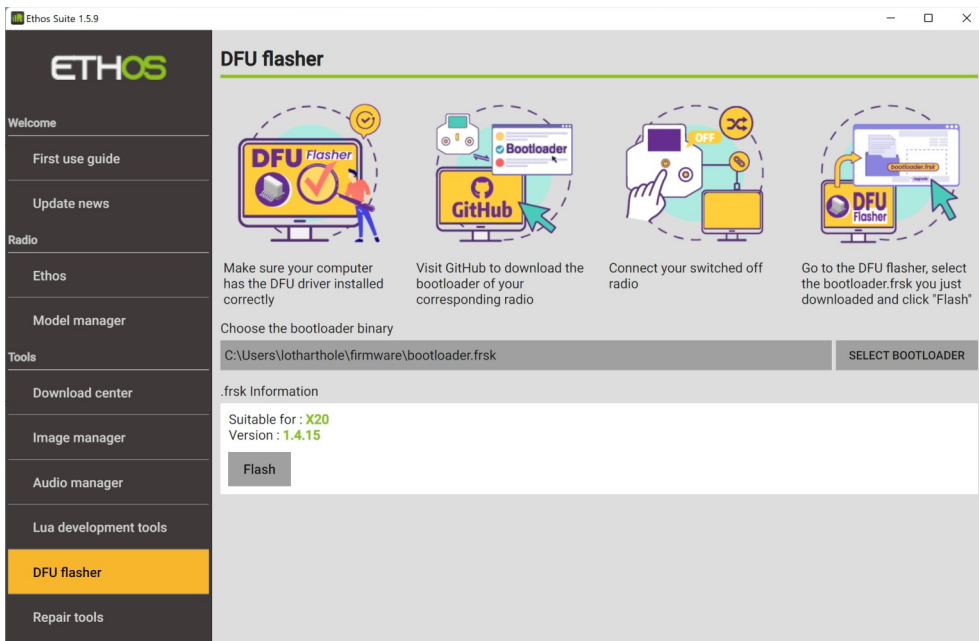 Ethos Suite 1.5.9
ETHOS
Welcome
First use guide
Update news
Radio
Ethos
Model manager
Tools
Download center
Image manager
Audio manager
Lua development tools
DFU flasher
Repair tools
DFU flasher
DFU Flasher
Bootloader
GitHub
OFF
bootloader.frsk
DFU
Flasher
Make sure your computer
has the DFU driver installed
correctly
Visit GitHub to download the
bootloader of your
corresponding radio
Connect your switched off
radio
Go to the DFU flasher, select
the bootloader.frsk you just
downloaded and click "Flash"
Choose the bootloader binary
C:\Users\lotharthole\firmware\bootloader.frsk
SELECT BOOTLOADER
.frsk Information
Suitable for : X20
Version : 1.4.15
Flash